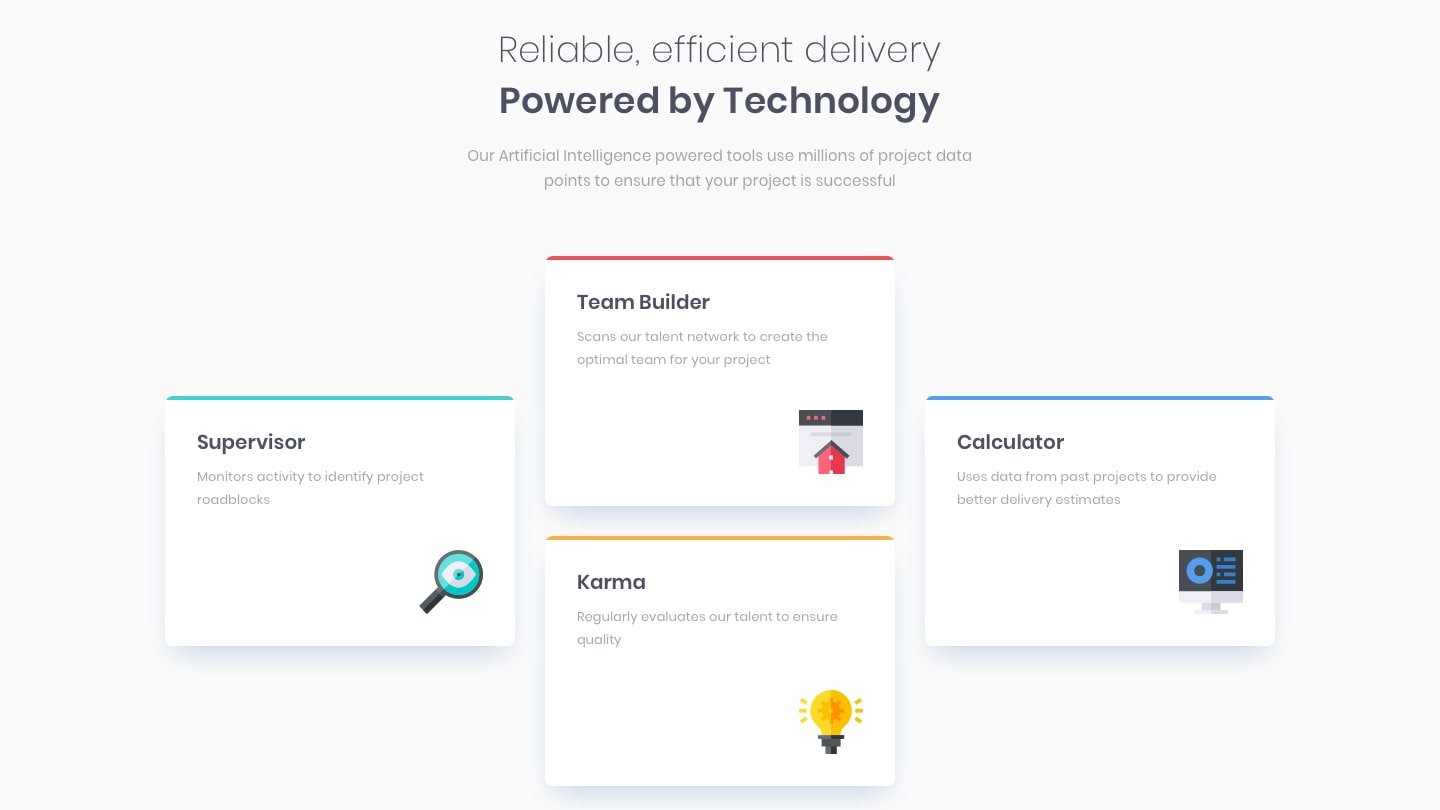 Reliable, efficient delivery
Powered by Technology
Our Artificial Intelligence powered tools use millions of project data
points to ensure that your project is successful
Team Builder
Scans our talent network to create the
optimal team for your project
Supervisor
Monitors activity to identify project
roadblocks
Calculator
Uses data from past projects to provide
better delivery estimates
Karma
Regularly evaluates our talent to ensure
quality